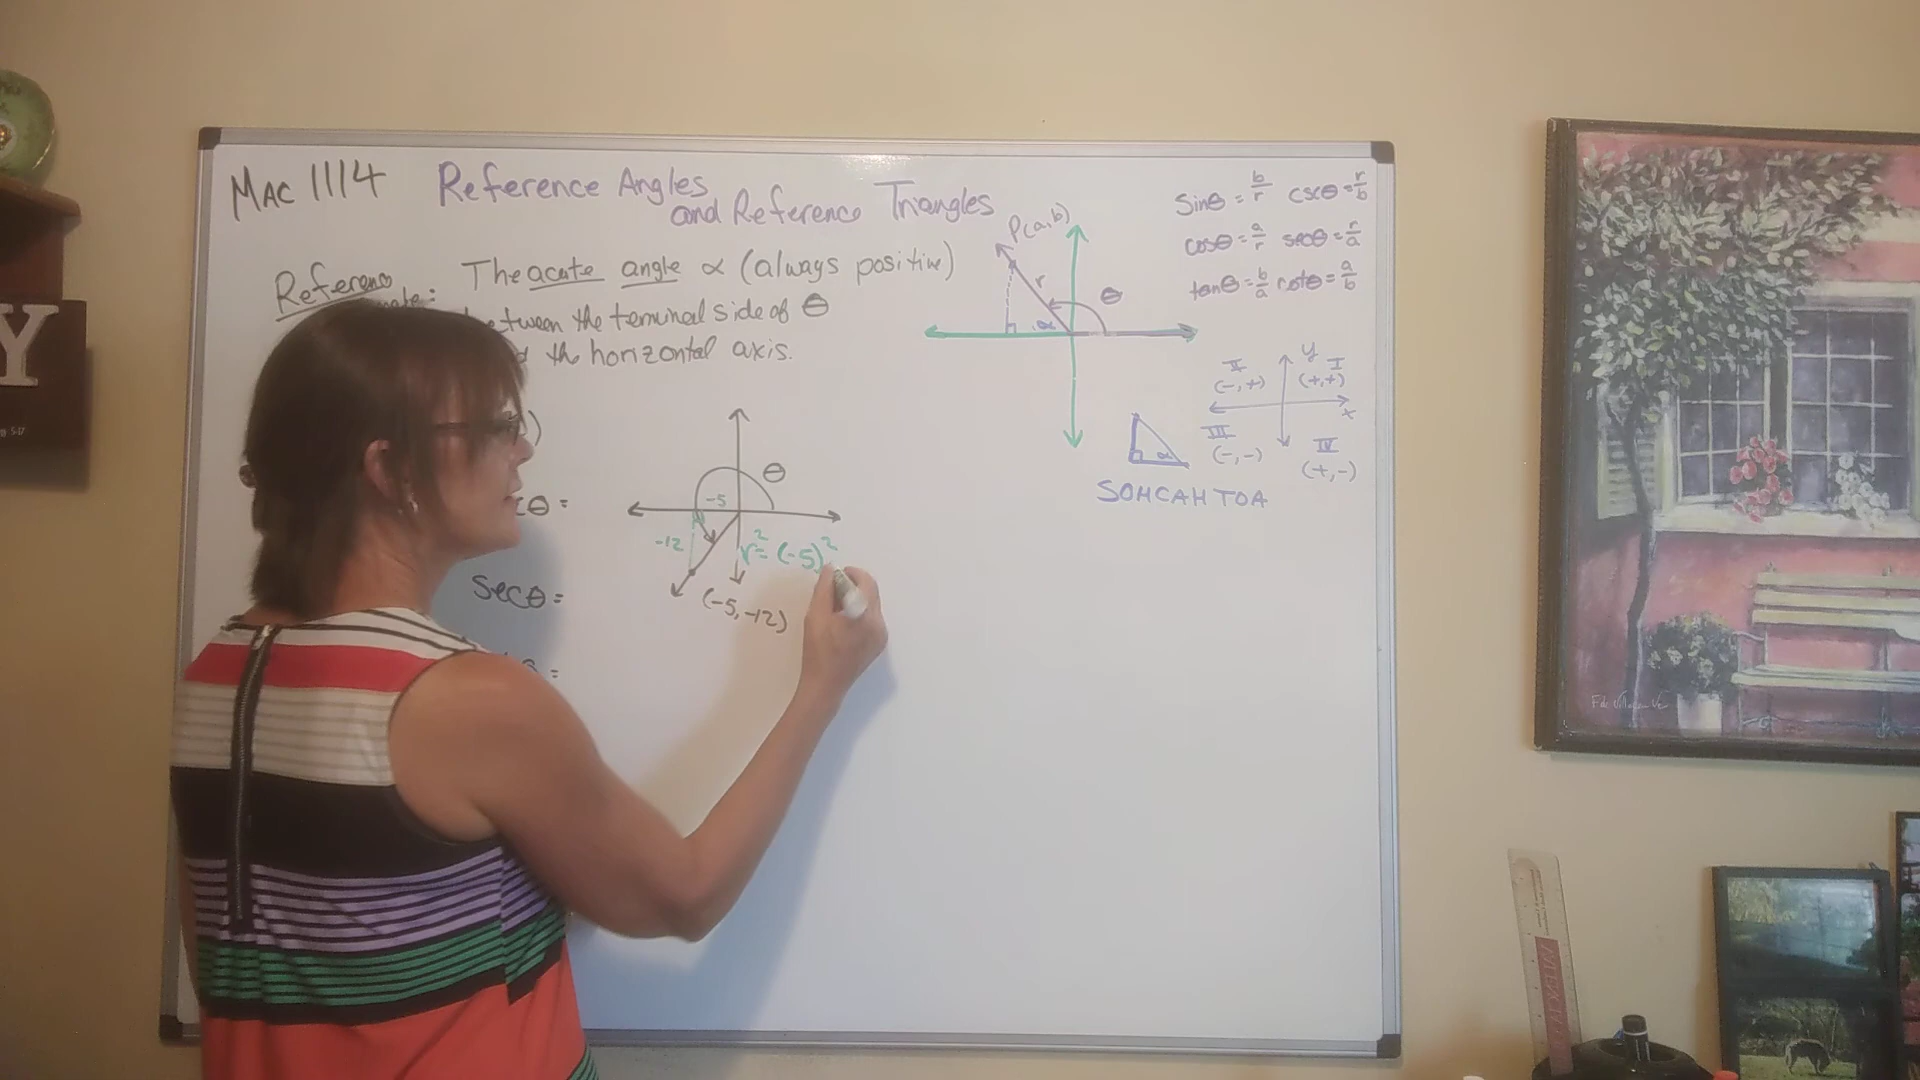 MAC 1114
Reference Angles
and Reference Triangles
The acute angle α (always positive)
between the terminal side of θ
the horizontal axis.
P(a,b)
r
θ
α
Sinθ = b/r cscθ = r/b
cosθ = a/r secθ = r/a
tanθ = b/a cotθ = a/b
y
II I
(-,+) (+,+)
x
III IV
(-,-) (+,-)
α
SOHCAHTOA
θ
-5
-12
r² = (-5)²
(-5,-12)
cθ =
secθ =
=
Y